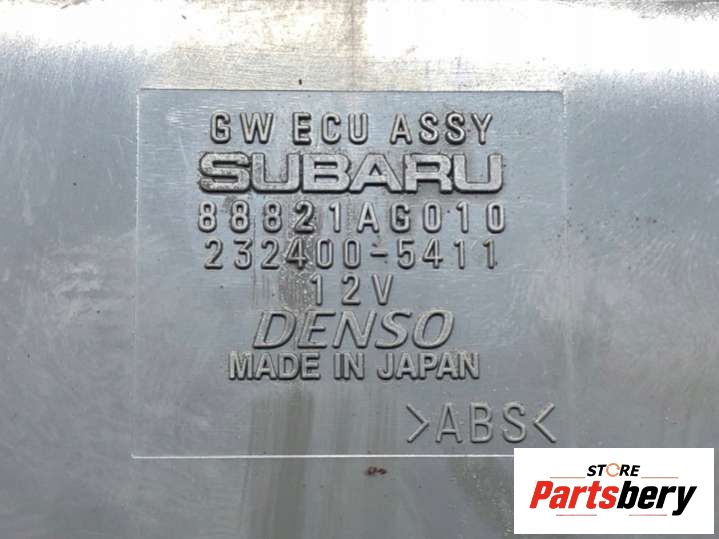 GW ECU ASSY
SUBARU
88821AG010
232400-5411
12V
DENSO
MADE IN JAPAN
>ABS<
STORE
Partsbery